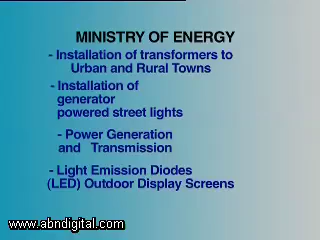 MINISTRY OF ENERGY
- Installation of transformers to
Urban and Rural Towns
- Installation of
generator
powered street lights
- Power Generation
and Transmission
- Light Emission Diodes
(LED) Outdoor Display Screens
www.abndigital.com